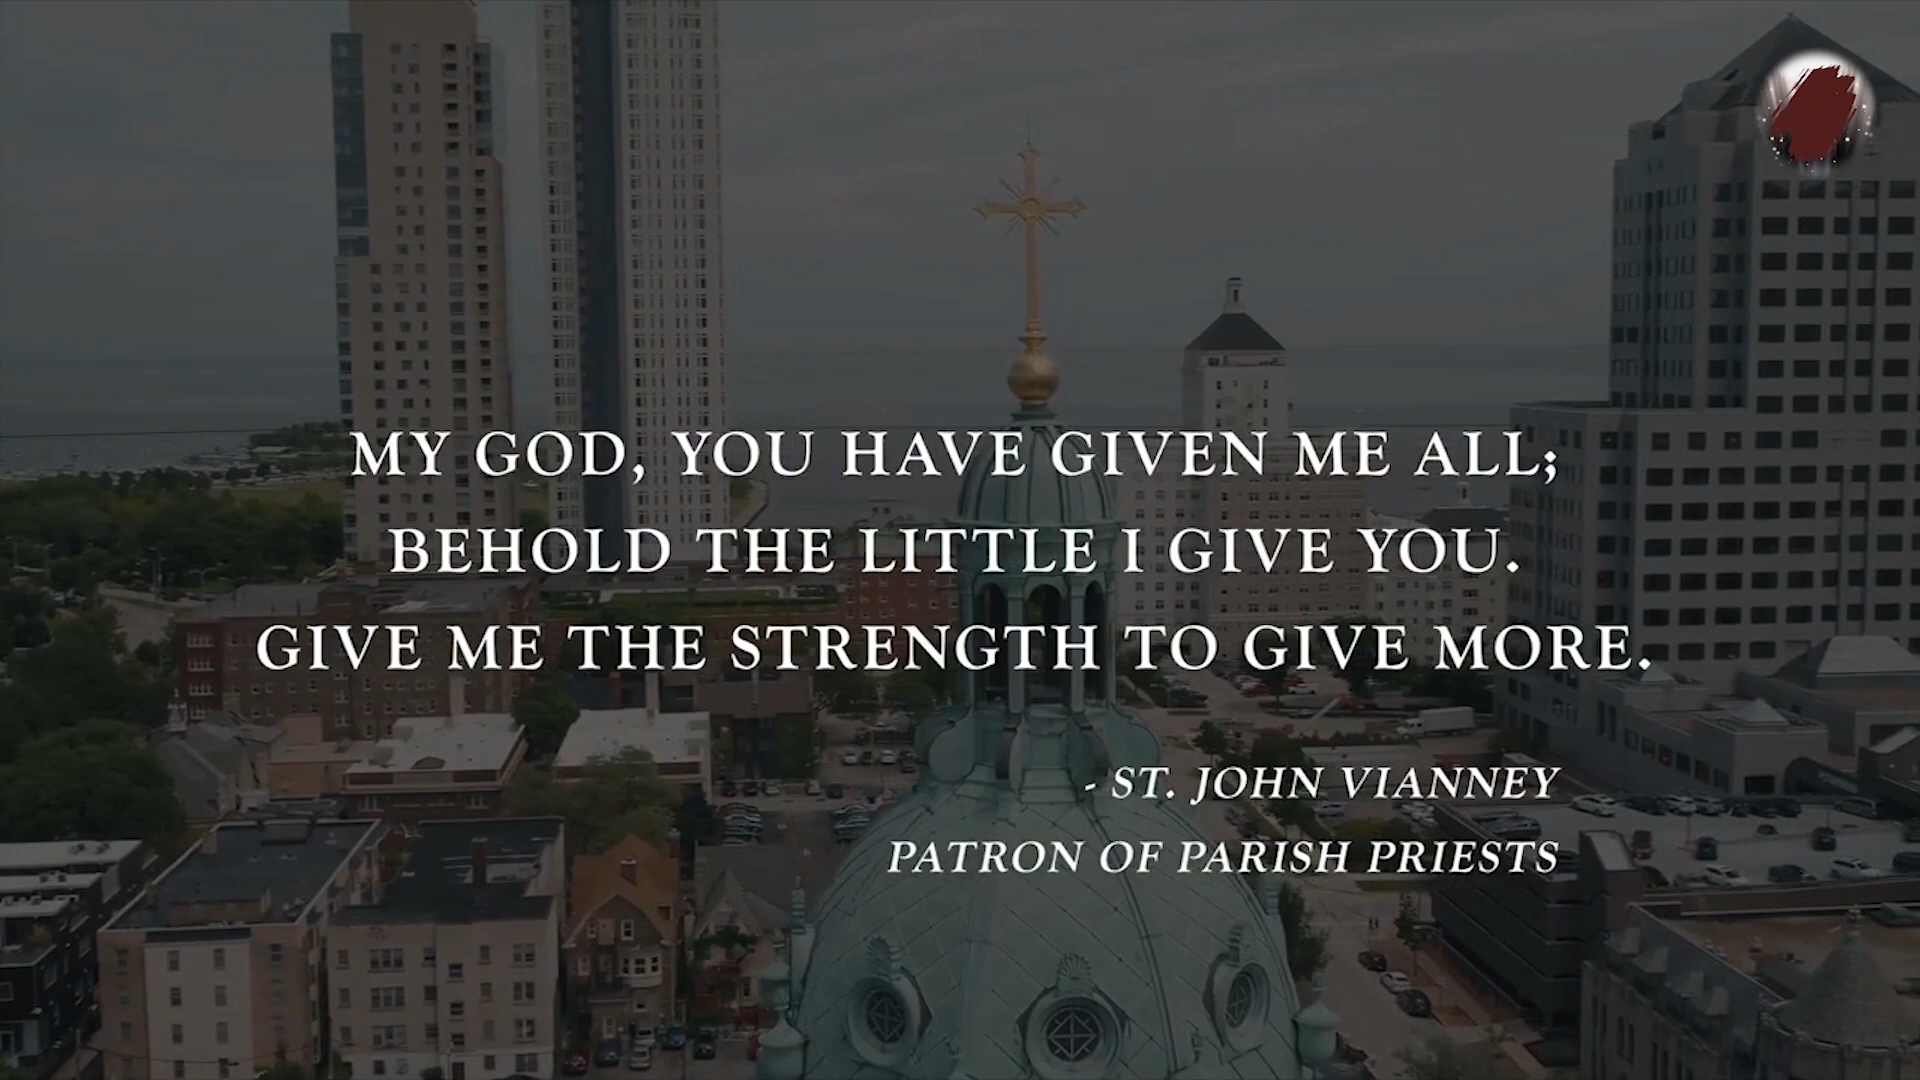 MY GOD, YOU HAVE GIVEN ME ALL;
BEHOLD THE LITTLE I GIVE YOU.
GIVE ME THE STRENGTH TO GIVE MORE.
- ST. JOHN VIANNEY
PATRON OF PARISH PRIESTS